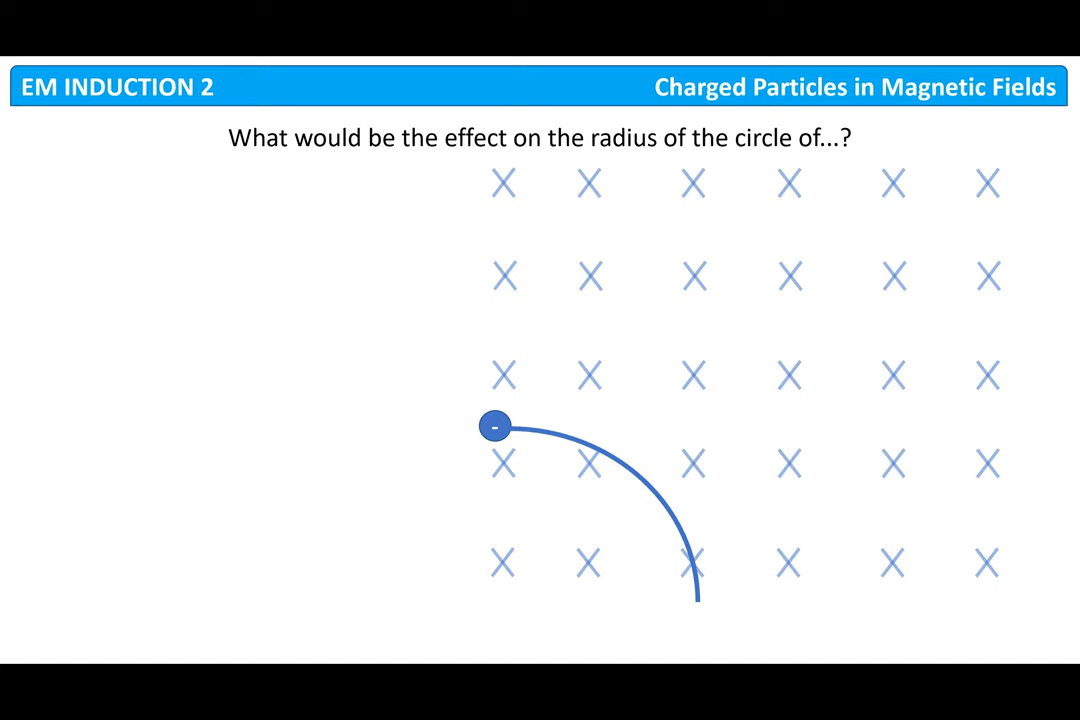 EM INDUCTION 2 Charged Particles in Magnetic Fields
What would be the effect on the radius of the circle of...?
X X X X X X
X X X X X X
X X X X X X
-
X X X X X X
X X X X X X